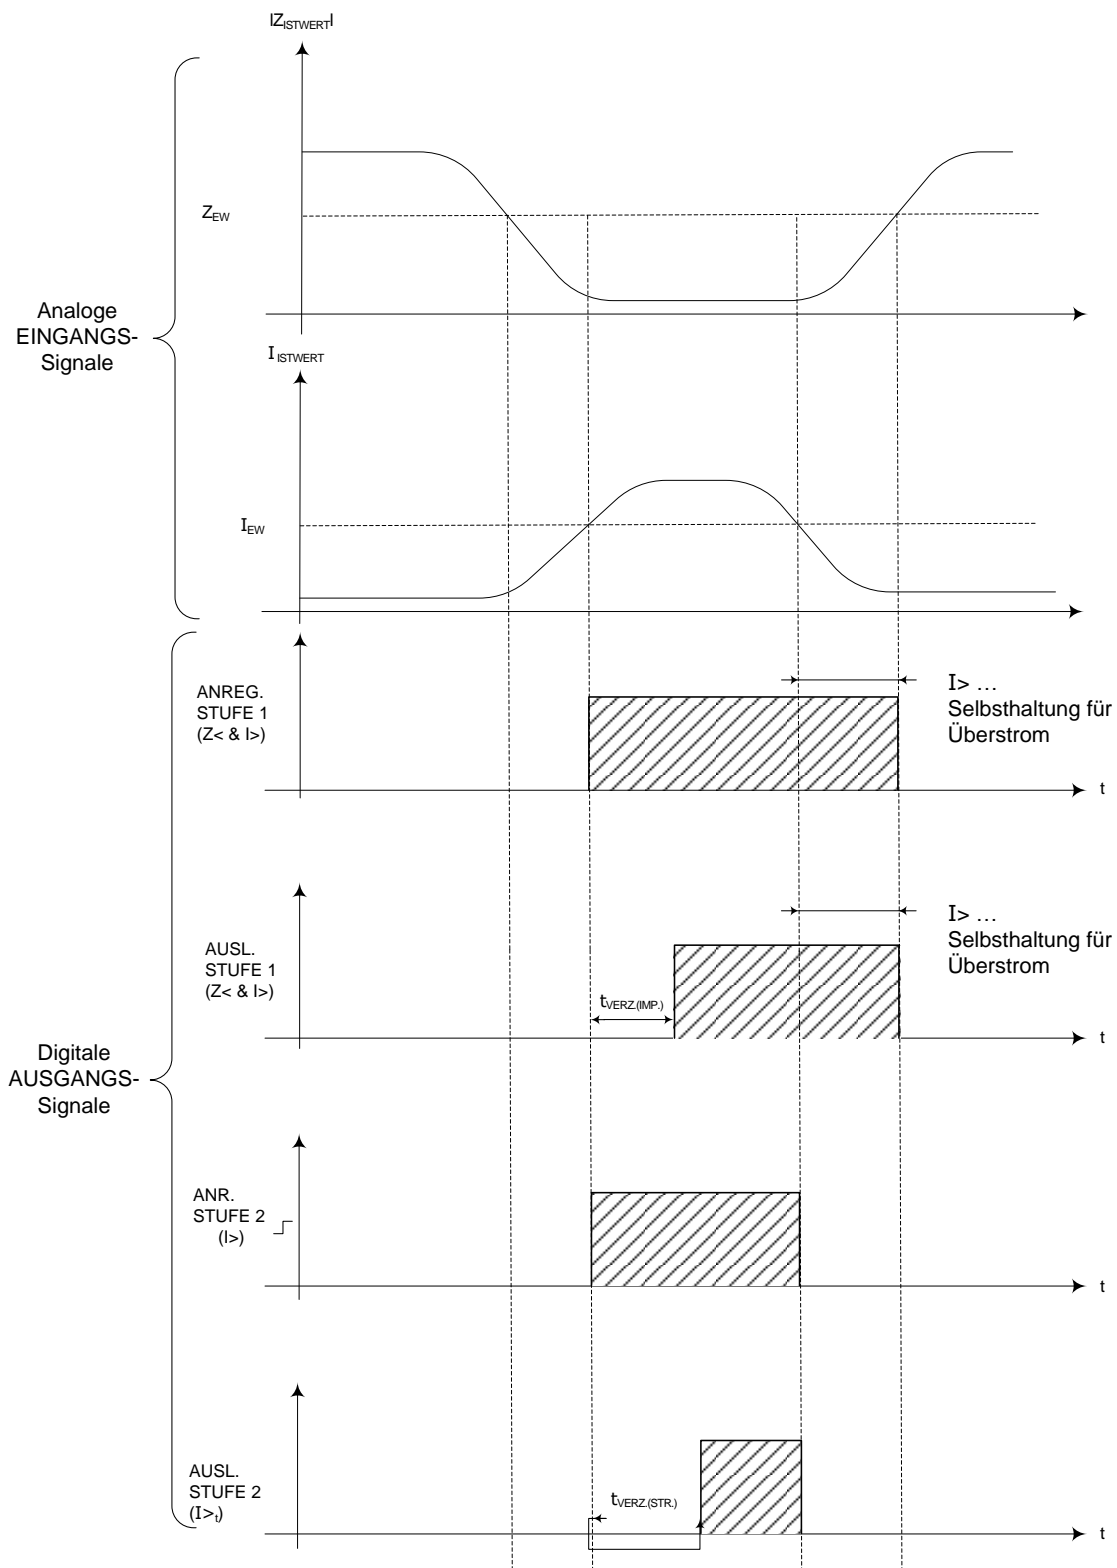 |Z_ISTWERT|
Z_EW
Analoge
EINGANGS-
Signale
I_ISTWERT
I_EW
ANREG.
STUFE 1
(Z< & I>)
I> ...
Selbsthaltung für
Überstrom
t
AUSL.
STUFE 1
(Z< & I>)
I> ...
Selbsthaltung für
Überstrom
t_VERZ.(IMP.)
t
Digitale
AUSGANGS-
Signale
ANR.
STUFE 2
(I>)
t
AUSL.
STUFE 2
(I>_t)
t_VERZ.(STR.)
t